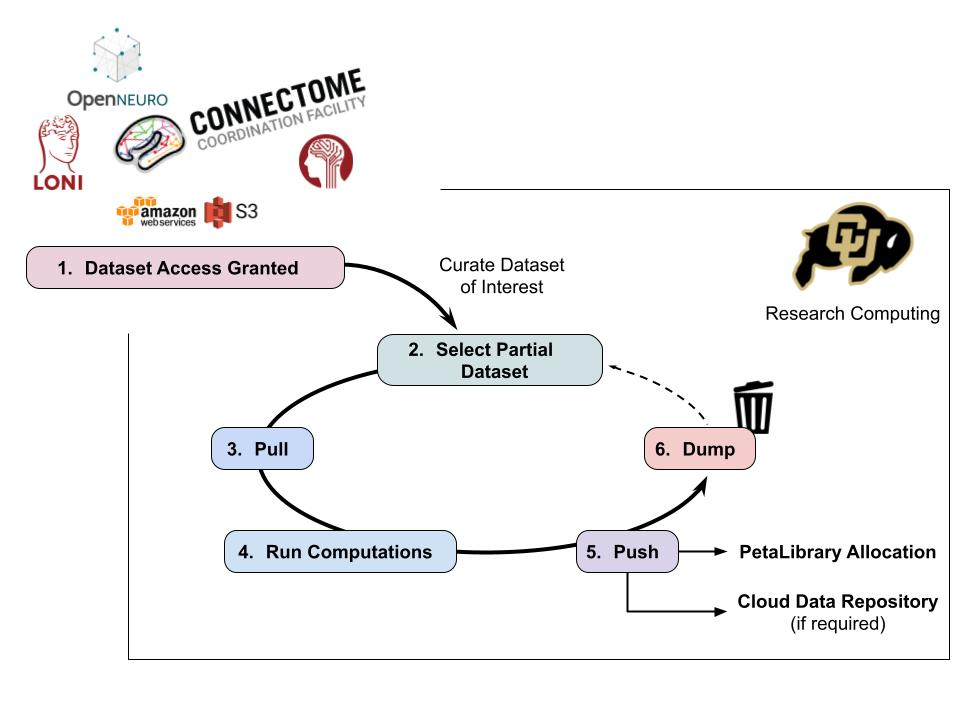 OpenNEURO
CONNECTOME
COORDINATION FACILITY
LONI
amazon
webservices
S3
CU
Research Computing
1. Dataset Access Granted
Curate Dataset
of Interest
2. Select Partial
Dataset
3. Pull
6. Dump
4. Run Computations
5. Push
PetaLibrary Allocation
Cloud Data Repository
(if required)